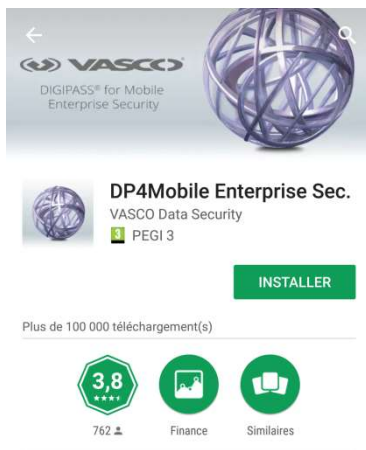 VASCO
DIGIPASS® for Mobile
Enterprise Security
DP4Mobile Enterprise Sec.
VASCO Data Security
3 PEGI 3
INSTALLER
Plus de 100 000 téléchargement(s)
3,8
762 Finance Similaires